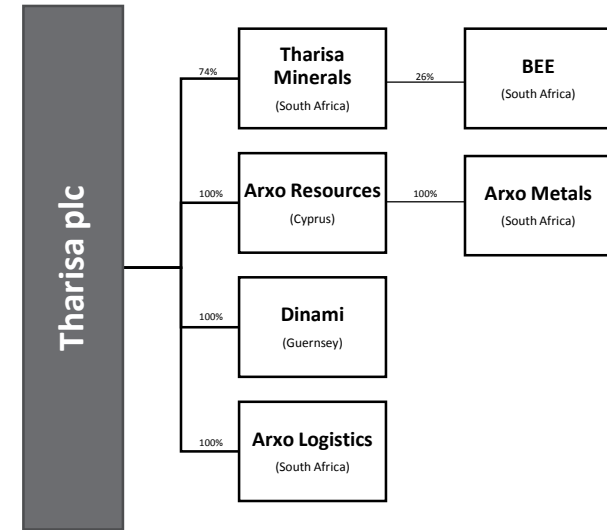 Tharisa plc
74%
Tharisa
Minerals
(South Africa)
26%
BEE
(South Africa)
100%
Arxo Resources
(Cyprus)
100%
Arxo Metals
(South Africa)
100%
Dinami
(Guernsey)
100%
Arxo Logistics
(South Africa)